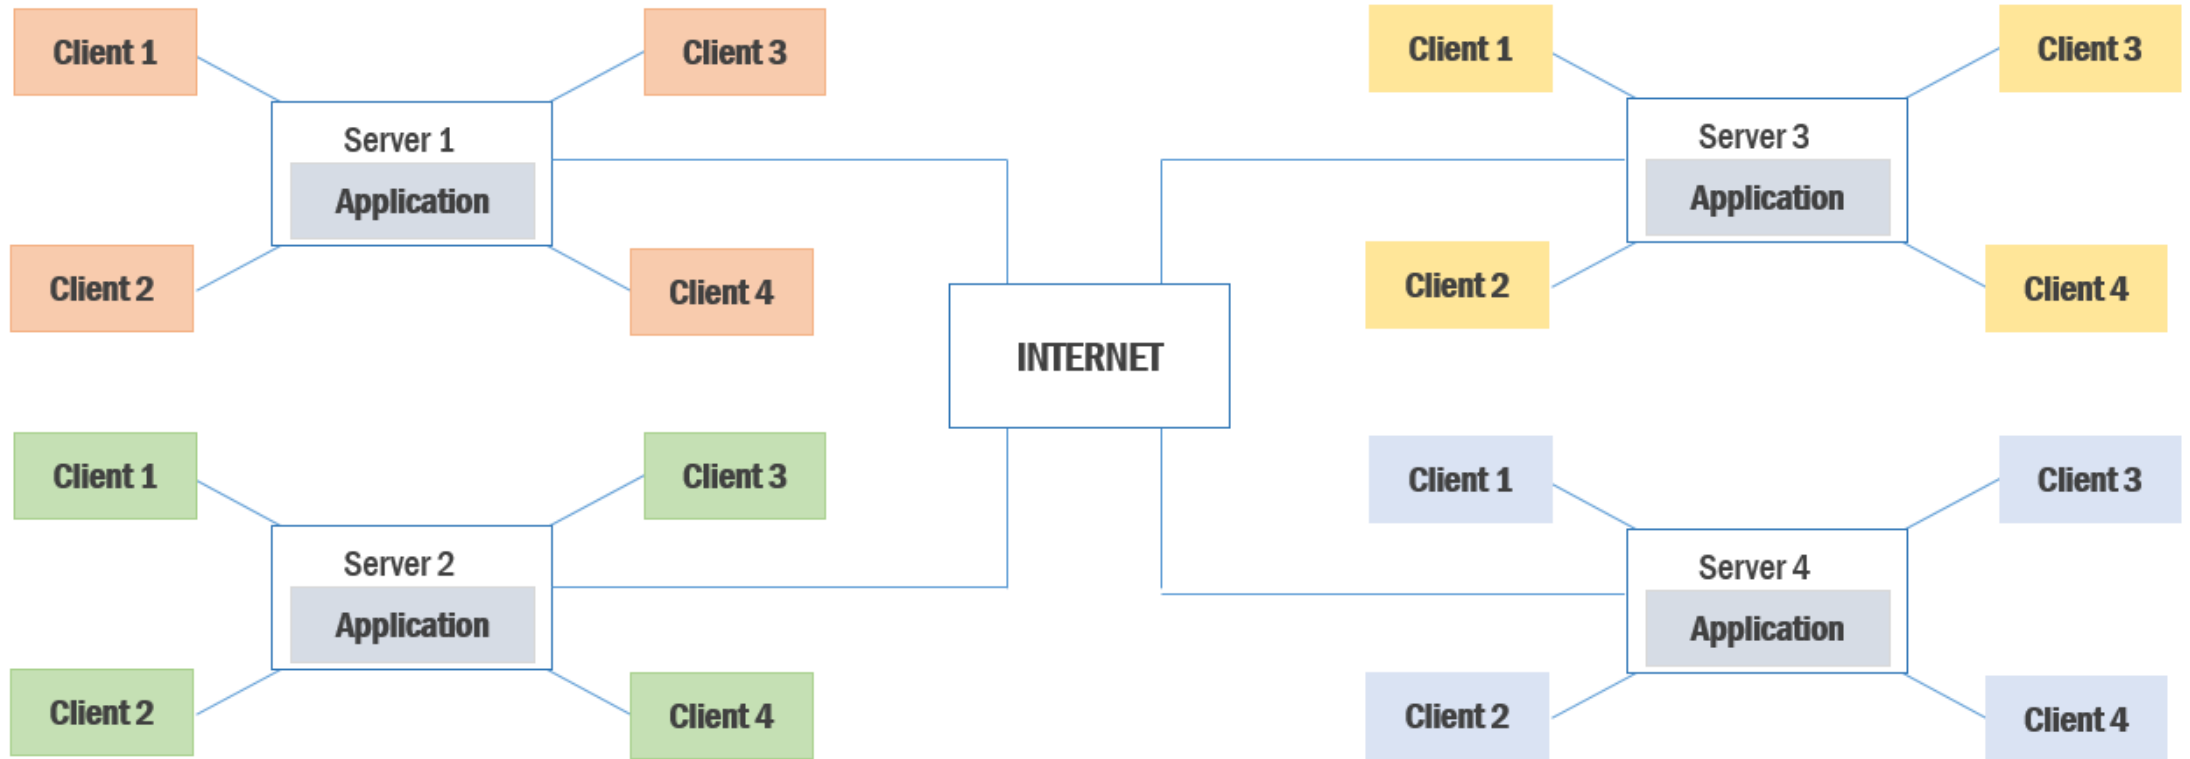 Client 1
Client 3
Server 1
Application
Client 2
Client 4
Client 1
Client 3
Server 3
Application
Client 2
Client 4
INTERNET
Client 1
Client 3
Server 2
Application
Client 2
Client 4
Client 1
Client 3
Server 4
Application
Client 2
Client 4